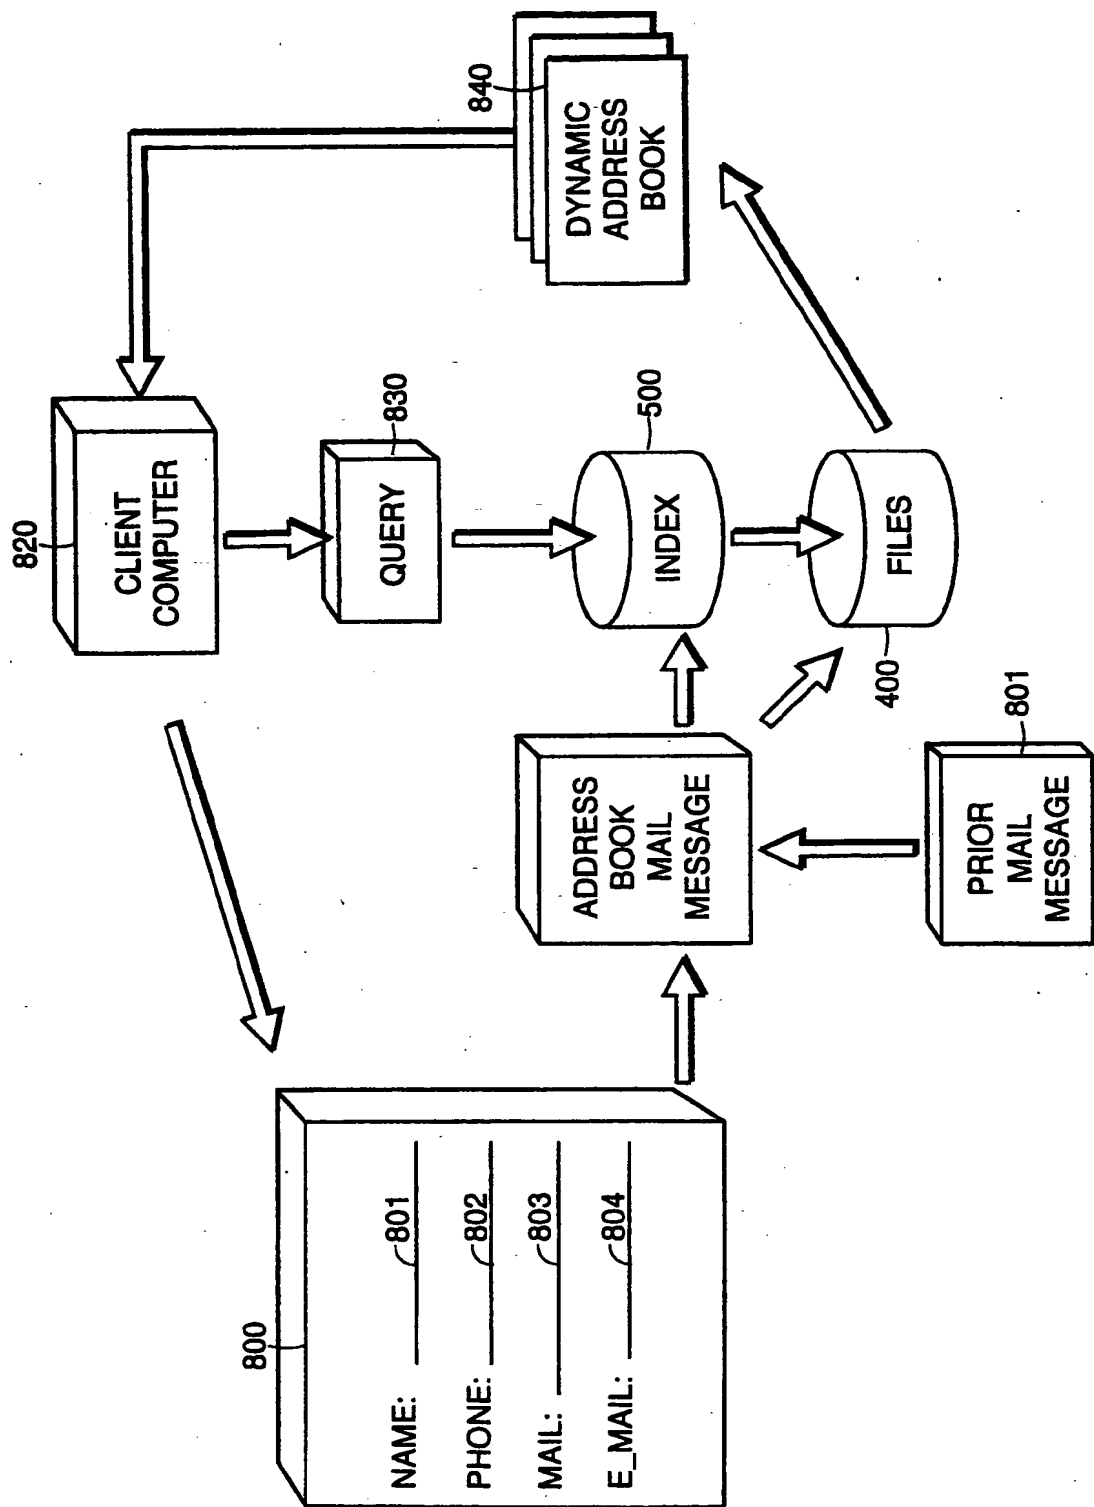 820
CLIENT
COMPUTER
840
DYNAMIC
ADDRESS
BOOK
830
QUERY
500
INDEX
400
FILES
800
NAME: 801
PHONE: 802
MAIL: 803
E_MAIL: 804
ADDRESS
BOOK
MAIL
MESSAGE
801
PRIOR
MAIL
MESSAGE